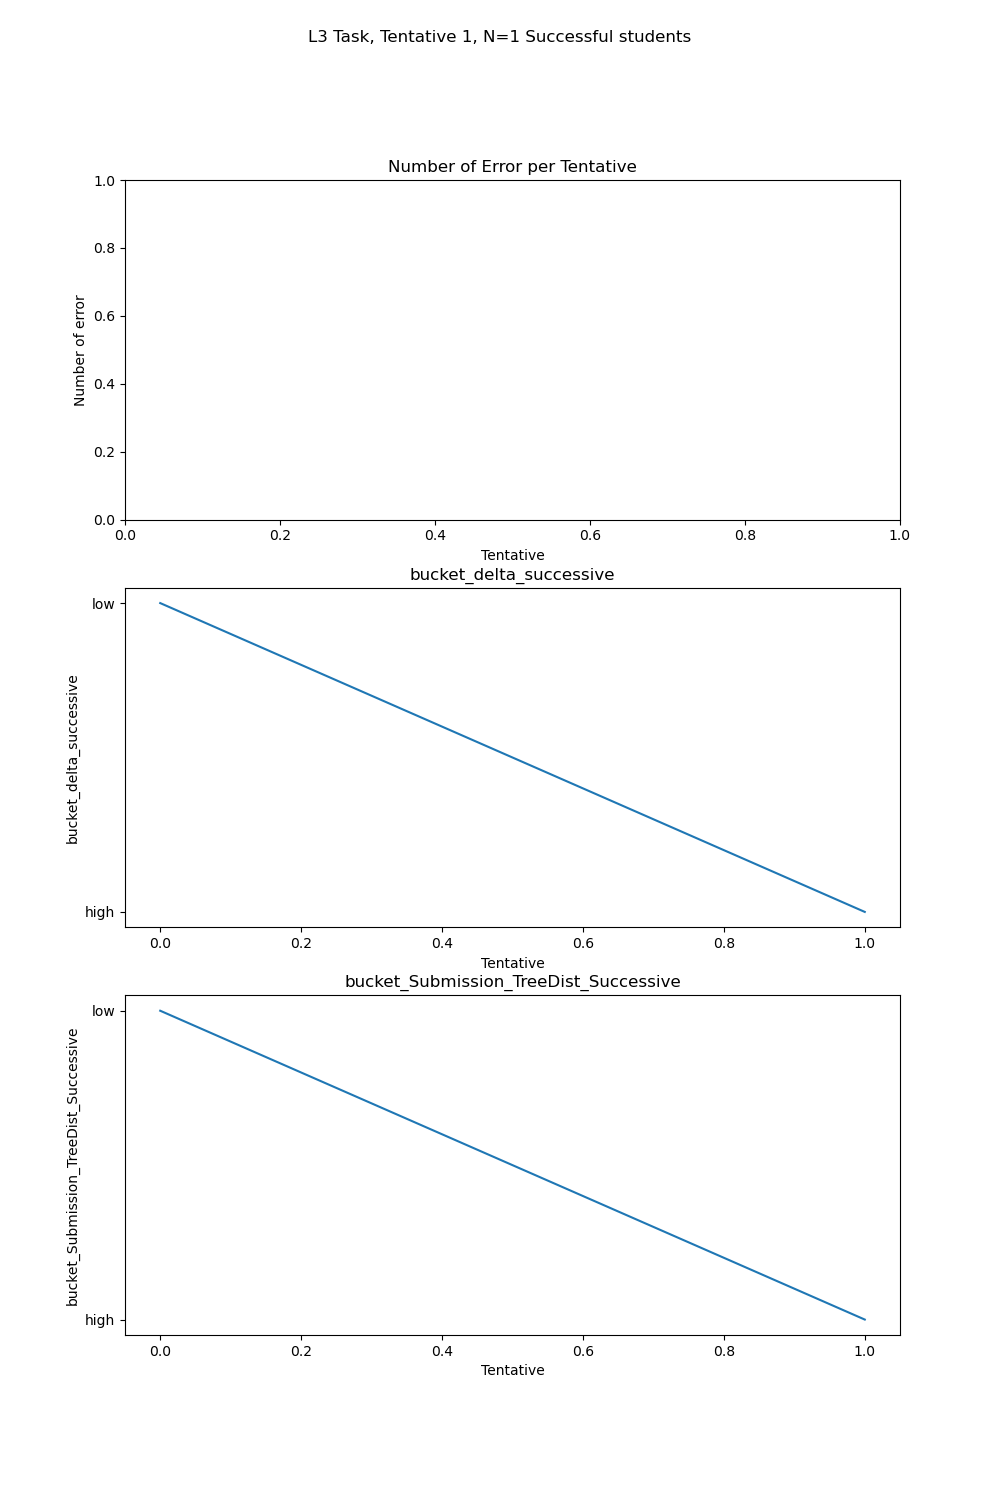 L3 Task, Tentative 1, N=1 Successful students
Number of Error per Tentative
1.0
0.8
0.6
0.4
0.2
0.0
Number of error
0.0 0.2 0.4 0.6 0.8 1.0
Tentative
bucket_delta_successive
low
high
bucket_delta_successive
0.0 0.2 0.4 0.6 0.8 1.0
Tentative
bucket_Submission_TreeDist_Successive
low
high
bucket_Submission_TreeDist_Successive
0.0 0.2 0.4 0.6 0.8 1.0
Tentative